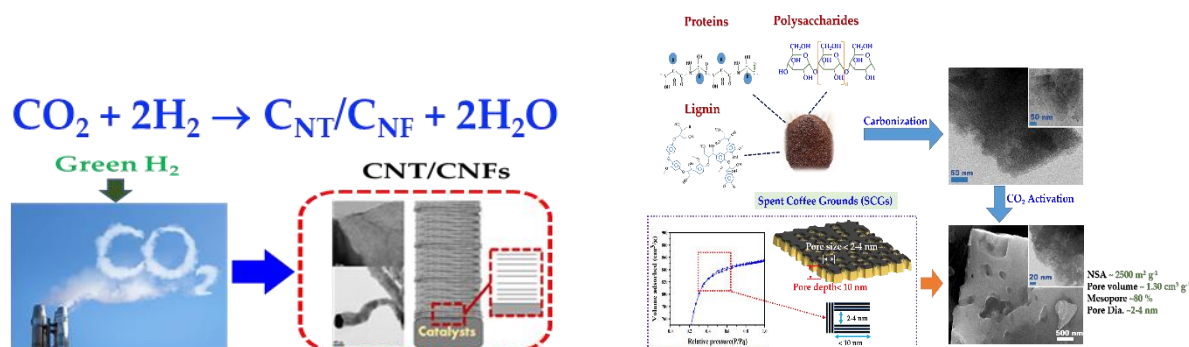 CO₂ + 2H₂ → C_NT/C_NF + 2H₂O
Green H₂
CO₂
CNT/CNFs
Catalysts
Proteins
Polysaccharides
Lignin
Carbonization
50 nm
50 nm
CO₂ Activation
Spent Coffee Grounds (SCGs)
Pore size < 2-4 nm
Pore depth< 10 nm
2-4 nm
< 10 nm
Relative pressure(P/P₀)
20 nm
500 nm
NSA ~ 2500 m² g⁻¹
Pore volume ~ 1.30 cm³ g⁻¹
Mesopore ~80 %
Pore Dia. ~2-4 nm